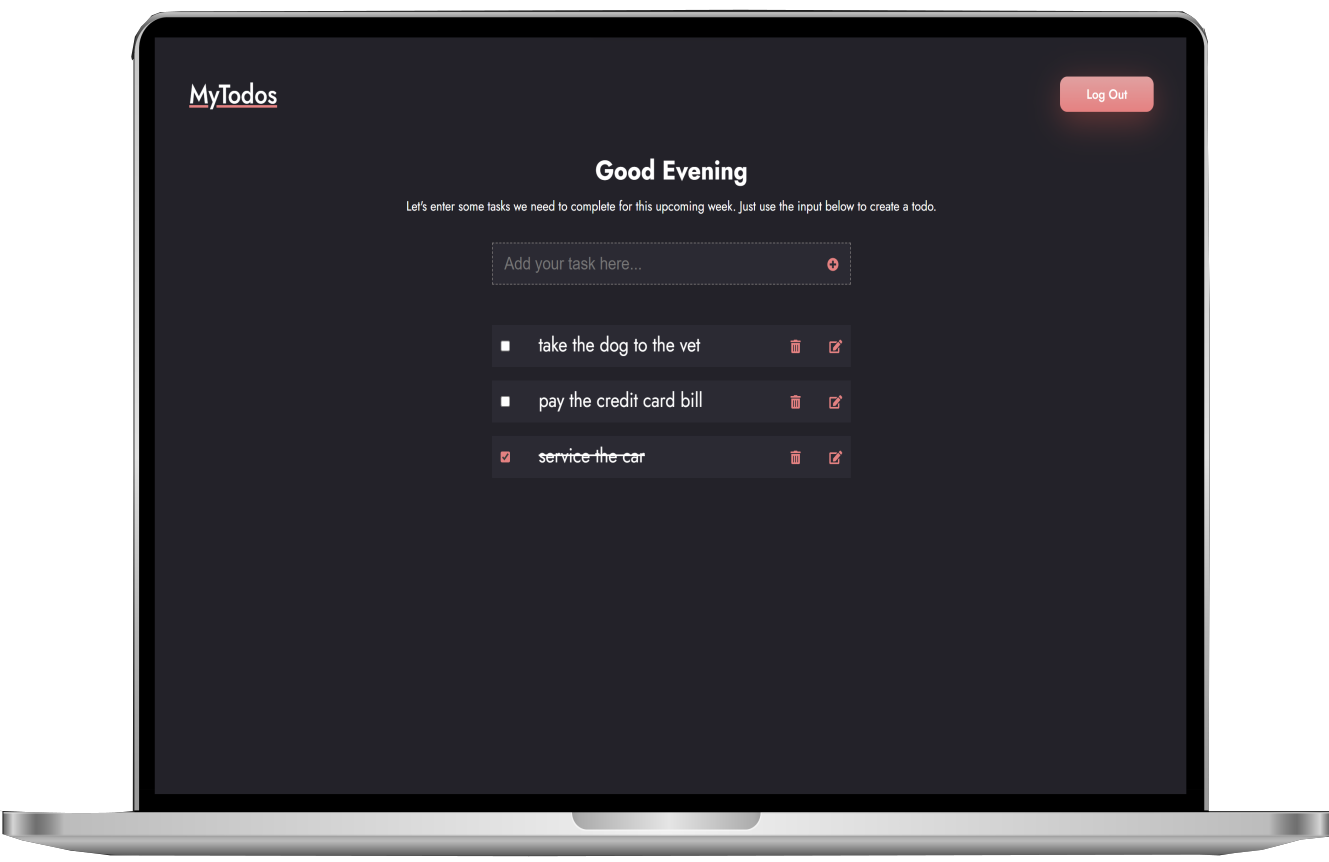 MyTodos
Log Out
Good Evening
Let's enter some tasks we need to complete for this upcoming week. Just use the input below to create a todo.
Add your task here...
take the dog to the vet
pay the credit card bill
service the car